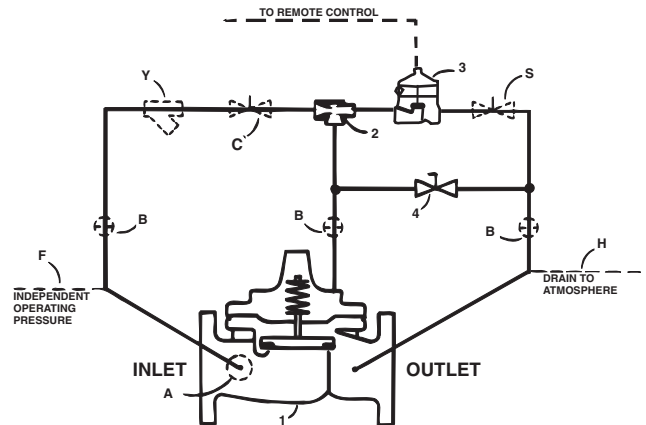 TO REMOTE CONTROL
3
Y
S
C
2
4
B
B
B
F
H
INDEPENDENT
OPERATING
PRESSURE
DRAIN TO
ATMOSPHERE
INLET
OUTLET
A
1